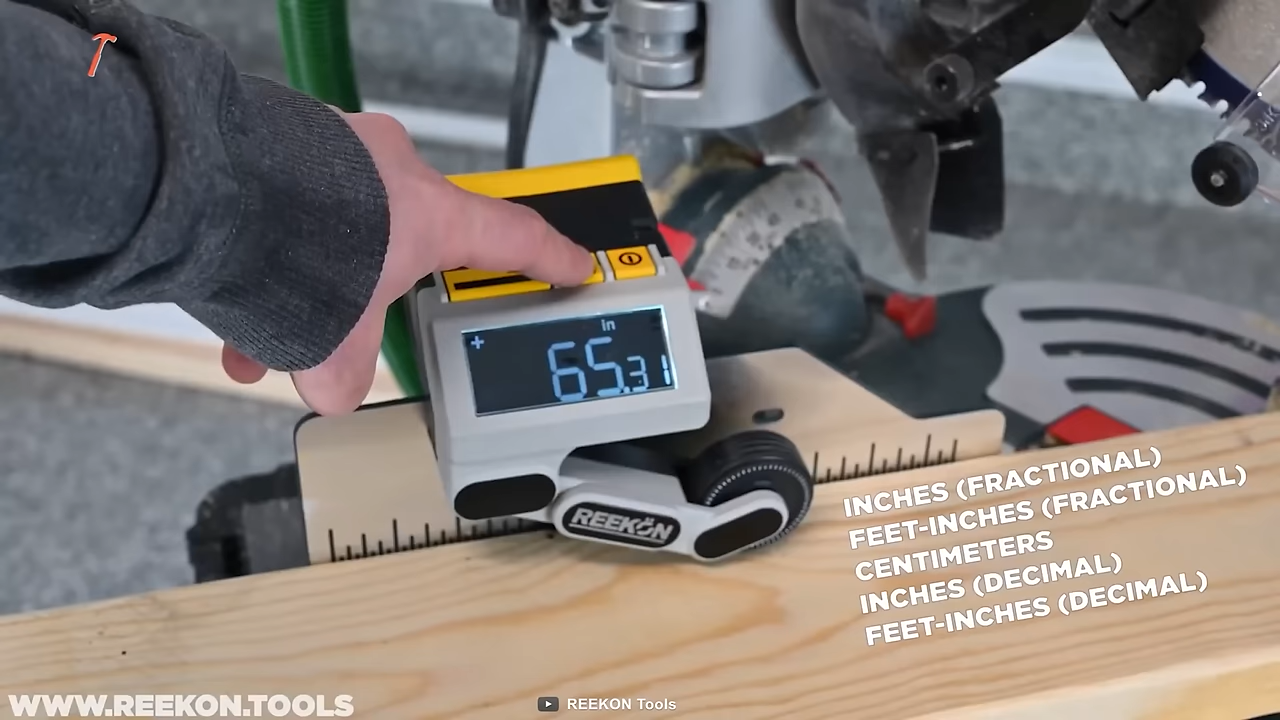 + in
65.31
REEKON
INCHES (FRACTIONAL)
FEET-INCHES (FRACTIONAL)
CENTIMETERS
INCHES (DECIMAL)
FEET-INCHES (DECIMAL)
WWW.REEKON.TOOLS
REEKON Tools